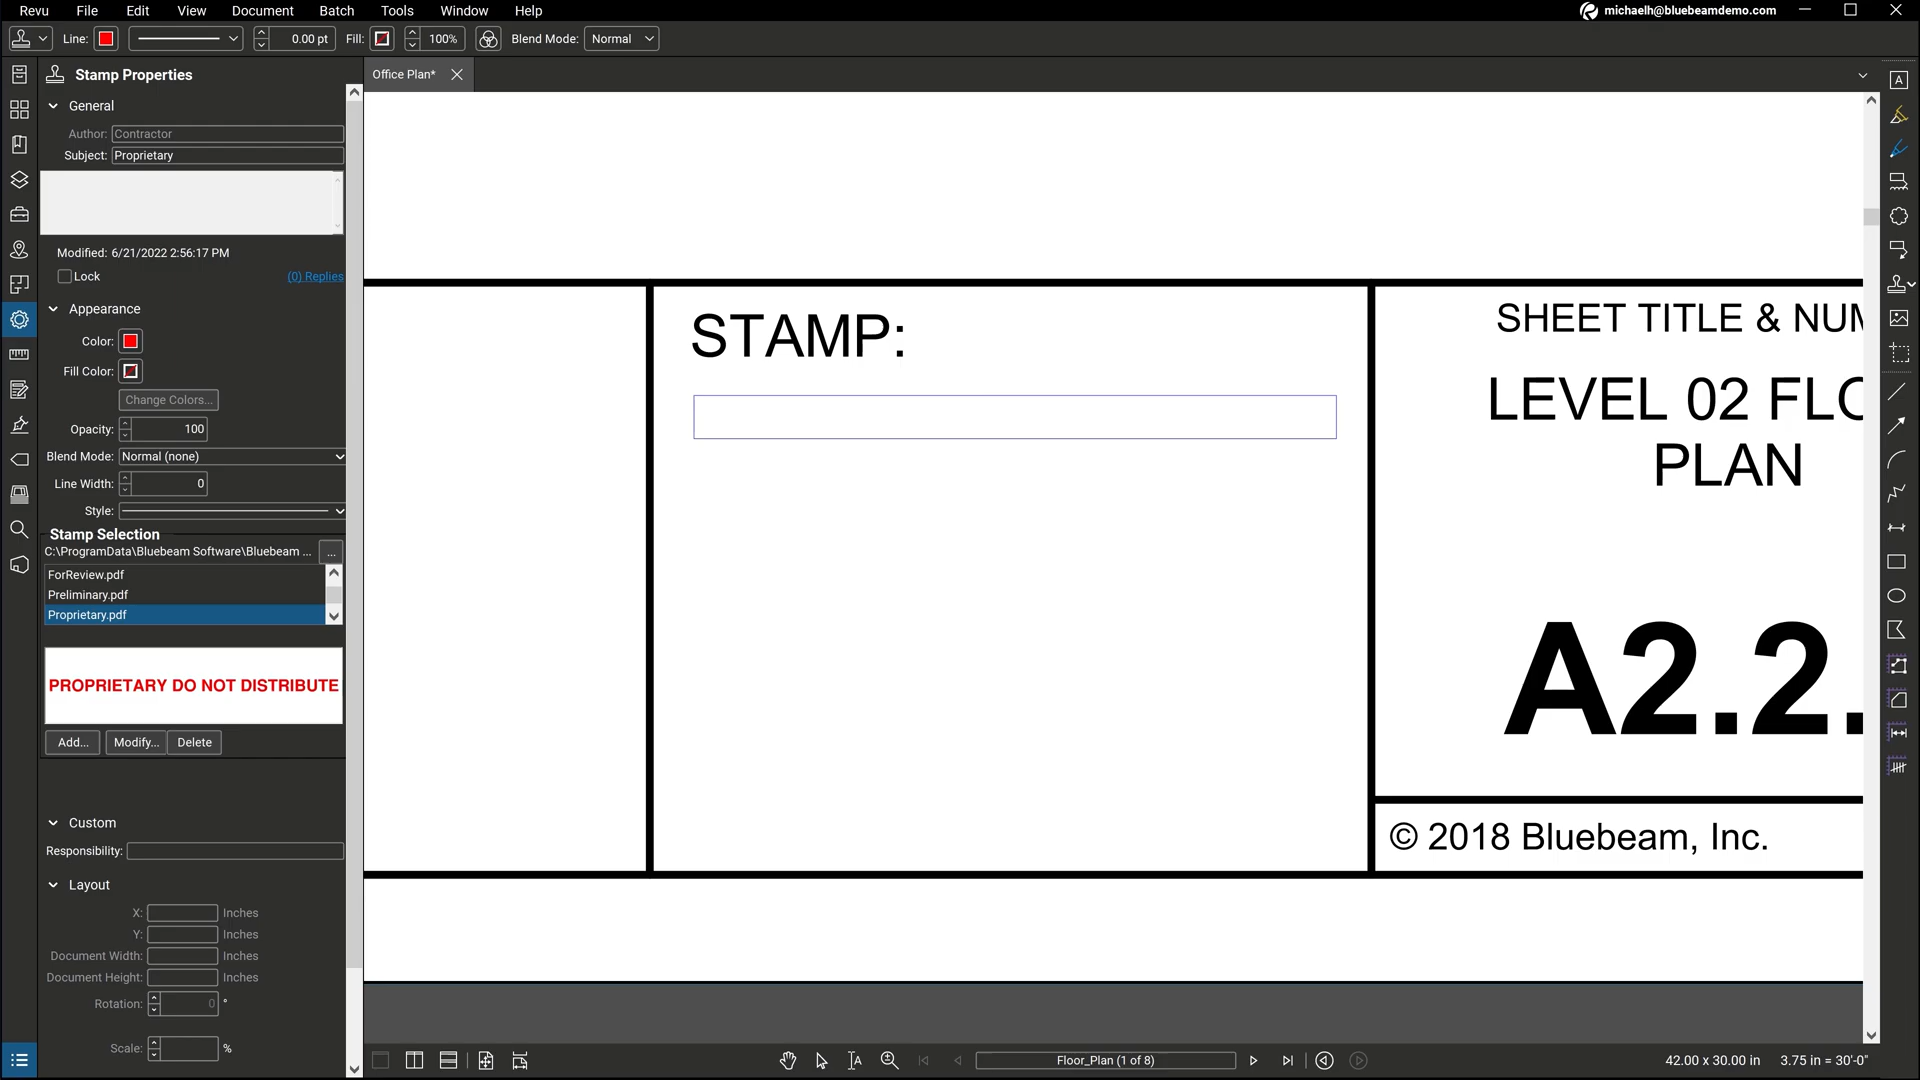 Revu File Edit View Document Batch Tools Window Help michaelh@bluebeamdemo.com
Line: 0.00 pt Fill: 100% Blend Mode: Normal
Stamp Properties
Office Plan*
General
Author: Contractor
Subject: Proprietary
Modified: 6/21/2022 2:56:17 PM
Lock (0) Replies
Appearance
Color:
Fill Color:
Change Colors...
Opacity: 100
Blend Mode: Normal (none)
Line Width: 0
Style:
Stamp Selection
C:\ProgramData\Bluebeam Software\Bluebeam ... ...
ForReview.pdf
Preliminary.pdf
Proprietary.pdf
PROPRIETARY DO NOT DISTRIBUTE
Add... Modify... Delete
Custom
Responsibility:
Layout
X: Inches
Y: Inches
Document Width: Inches
Document Height: Inches
Rotation: 0 °
Scale: %
STAMP:
SHEET TITLE & NUM
LEVEL 02 FLO
PLAN
A2.2.
© 2018 Bluebeam, Inc.
Floor_Plan (1 of 8) 42.00 x 30.00 in 3.75 in = 30'-0"